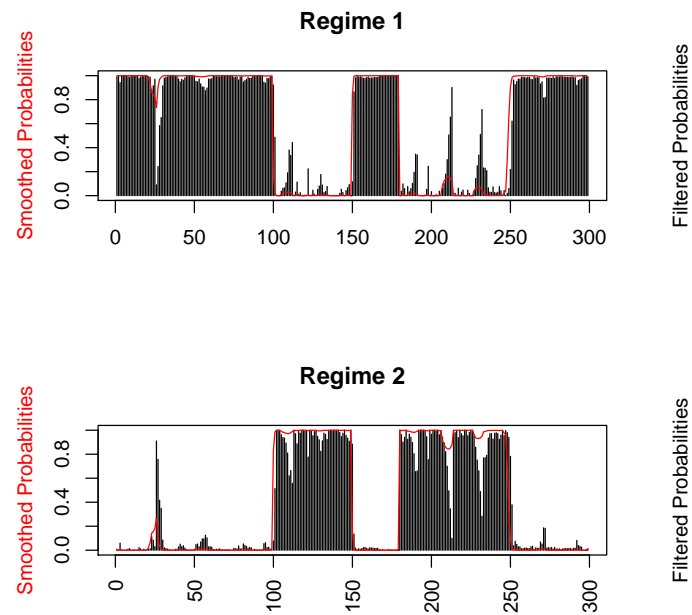 Regime 1
Smoothed Probabilities
Filtered Probabilities
0.8
0.4
0.0
0 50 100 150 200 250 300
Regime 2
Smoothed Probabilities
Filtered Probabilities
0.8
0.4
0.0
0 50 100 150 200 250 300